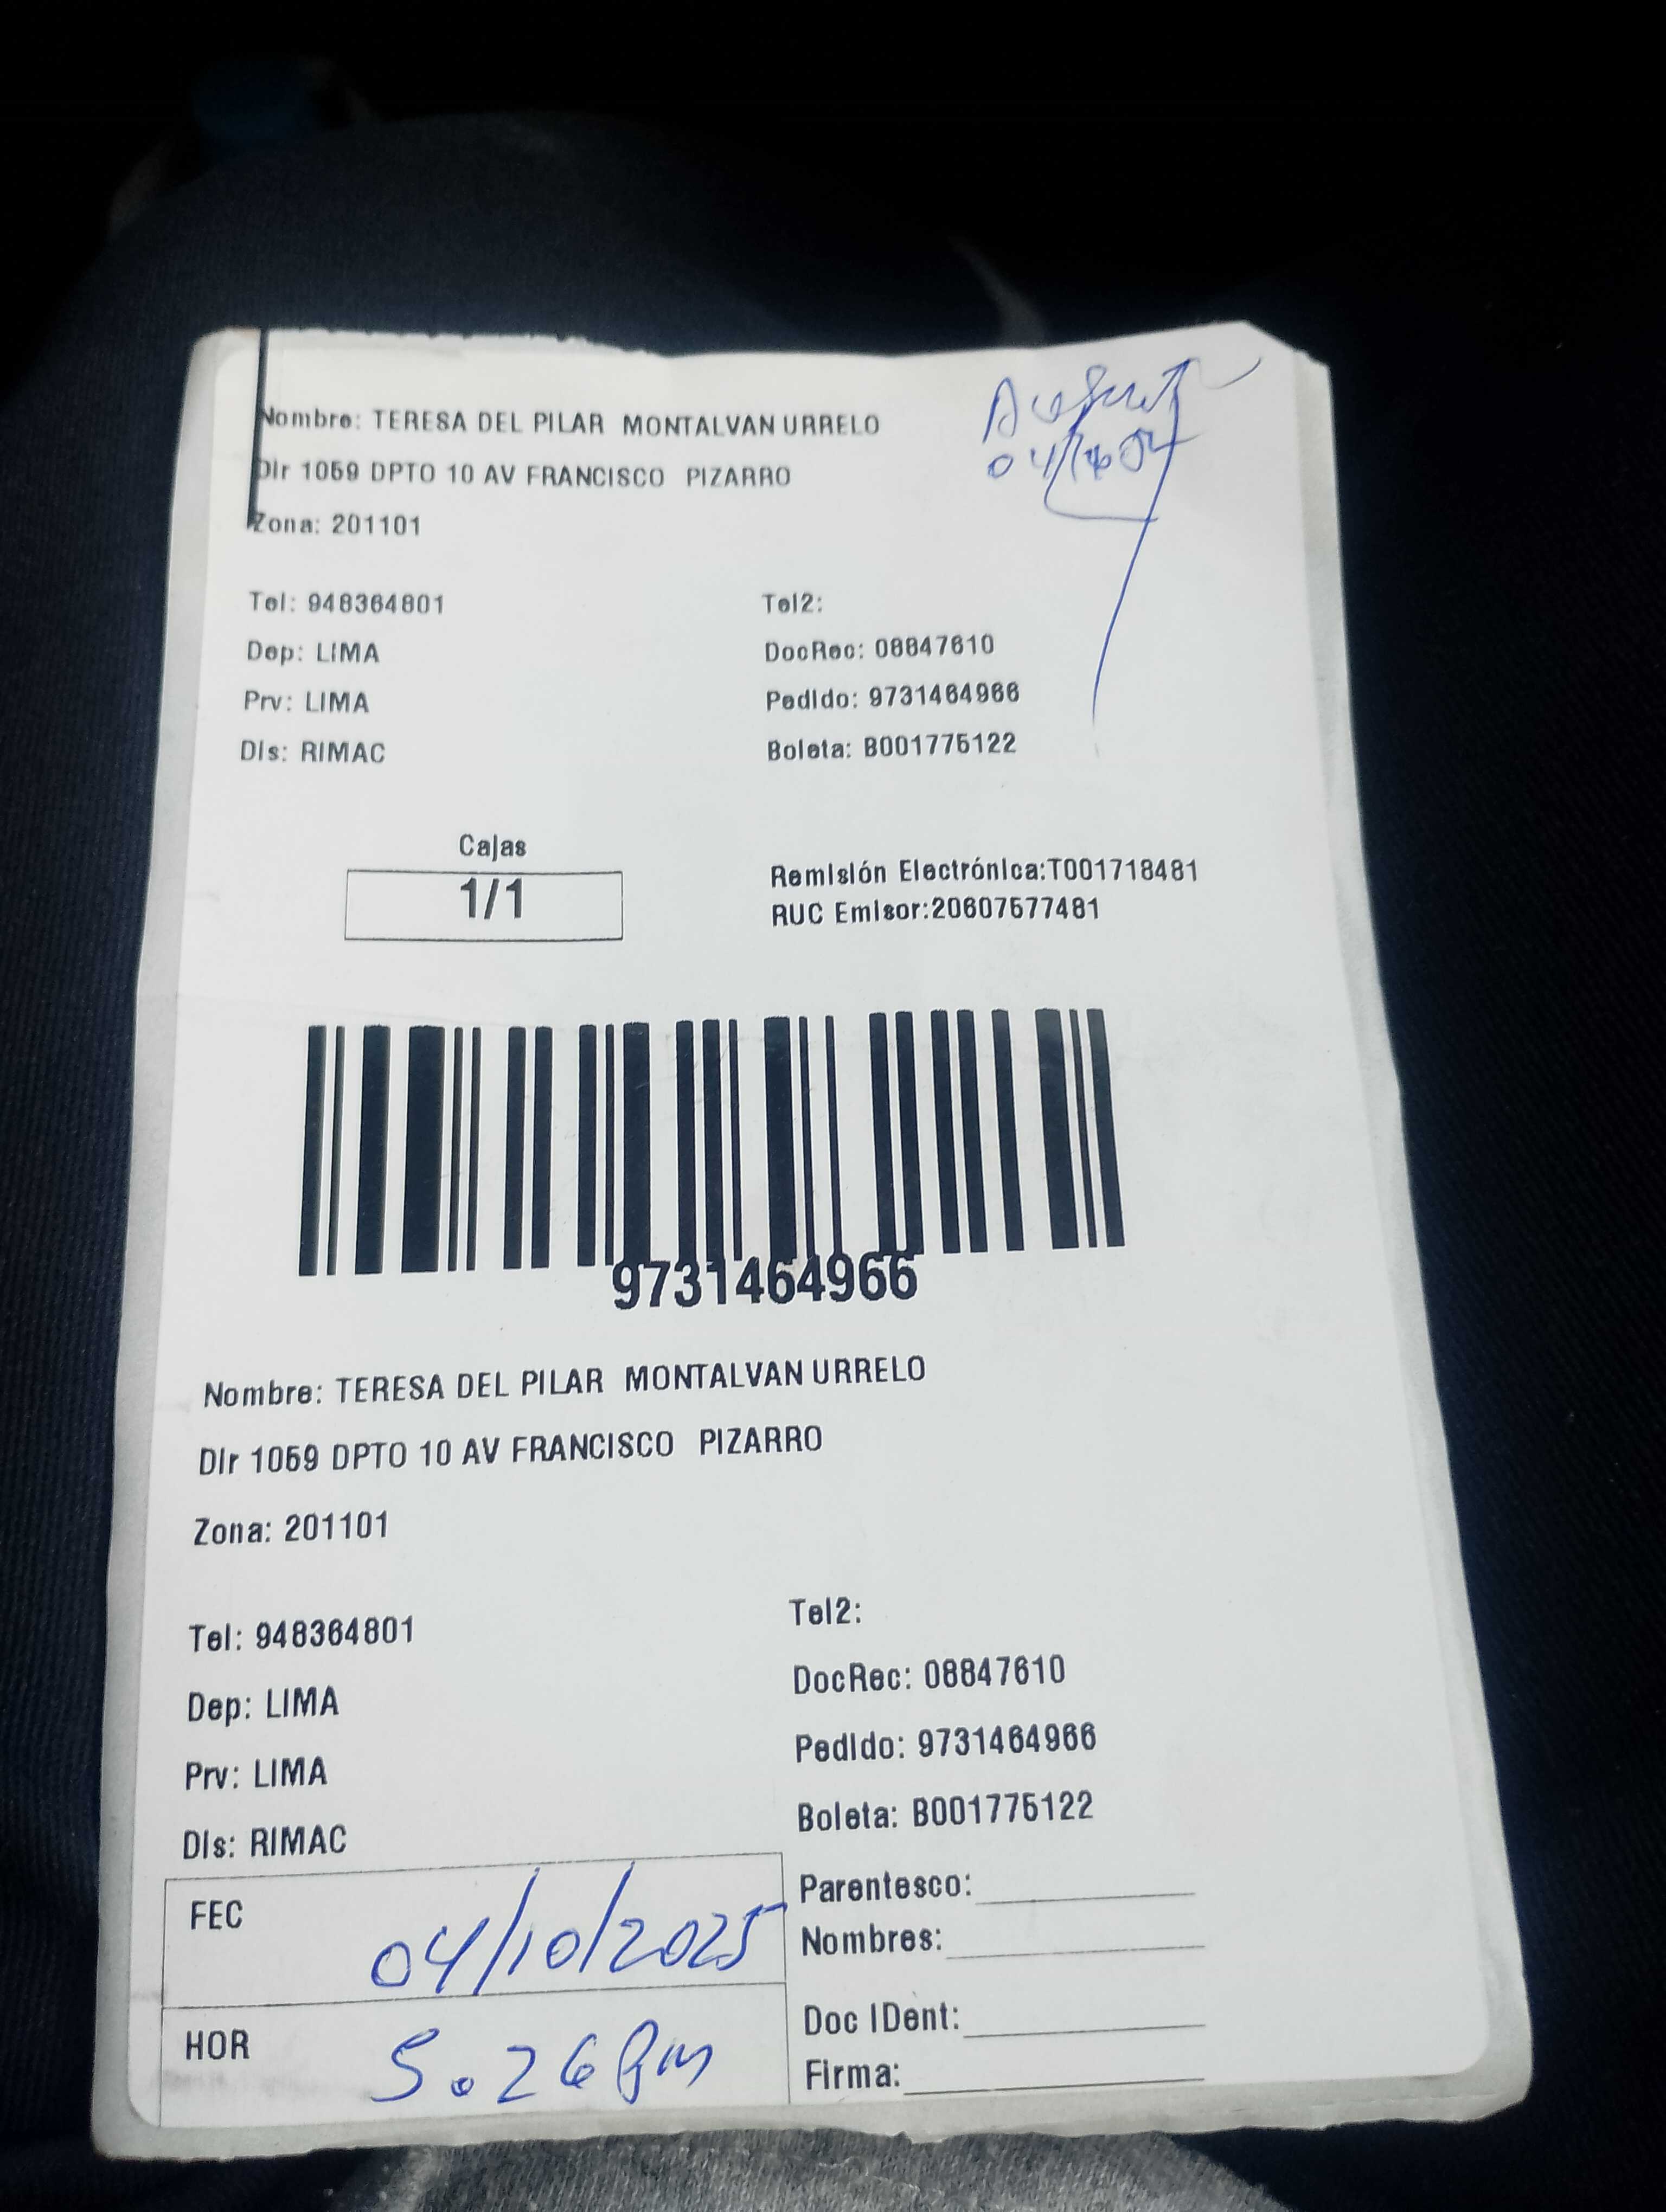 Nombre: TERESA DEL PILAR MONTALVAN URRELO
Dir 1059 DPTO 10 AV FRANCISCO PIZARRO
Zona: 201101
Tel: 948364801
Tel2:
Dep: LIMA
DocRec: 08847610
Prv: LIMA
Pedido: 9731464966
Dis: RIMAC
Boleta: B001775122
Cajas
1/1
Remisión Electrónica:T001718481
RUC Emisor:20607577481
9731464966
Nombre: TERESA DEL PILAR MONTALVAN URRELO
Dir 1059 DPTO 10 AV FRANCISCO PIZARRO
Zona: 201101
Tel: 948364801
Tel2:
Dep: LIMA
DocRec: 08847610
Prv: LIMA
Pedido: 9731464966
Dis: RIMAC
Boleta: B001775122
FEC 04/10/2025
Parentesco:
Nombres:
HOR 5.26 Pm
Doc IDent:
Firma: